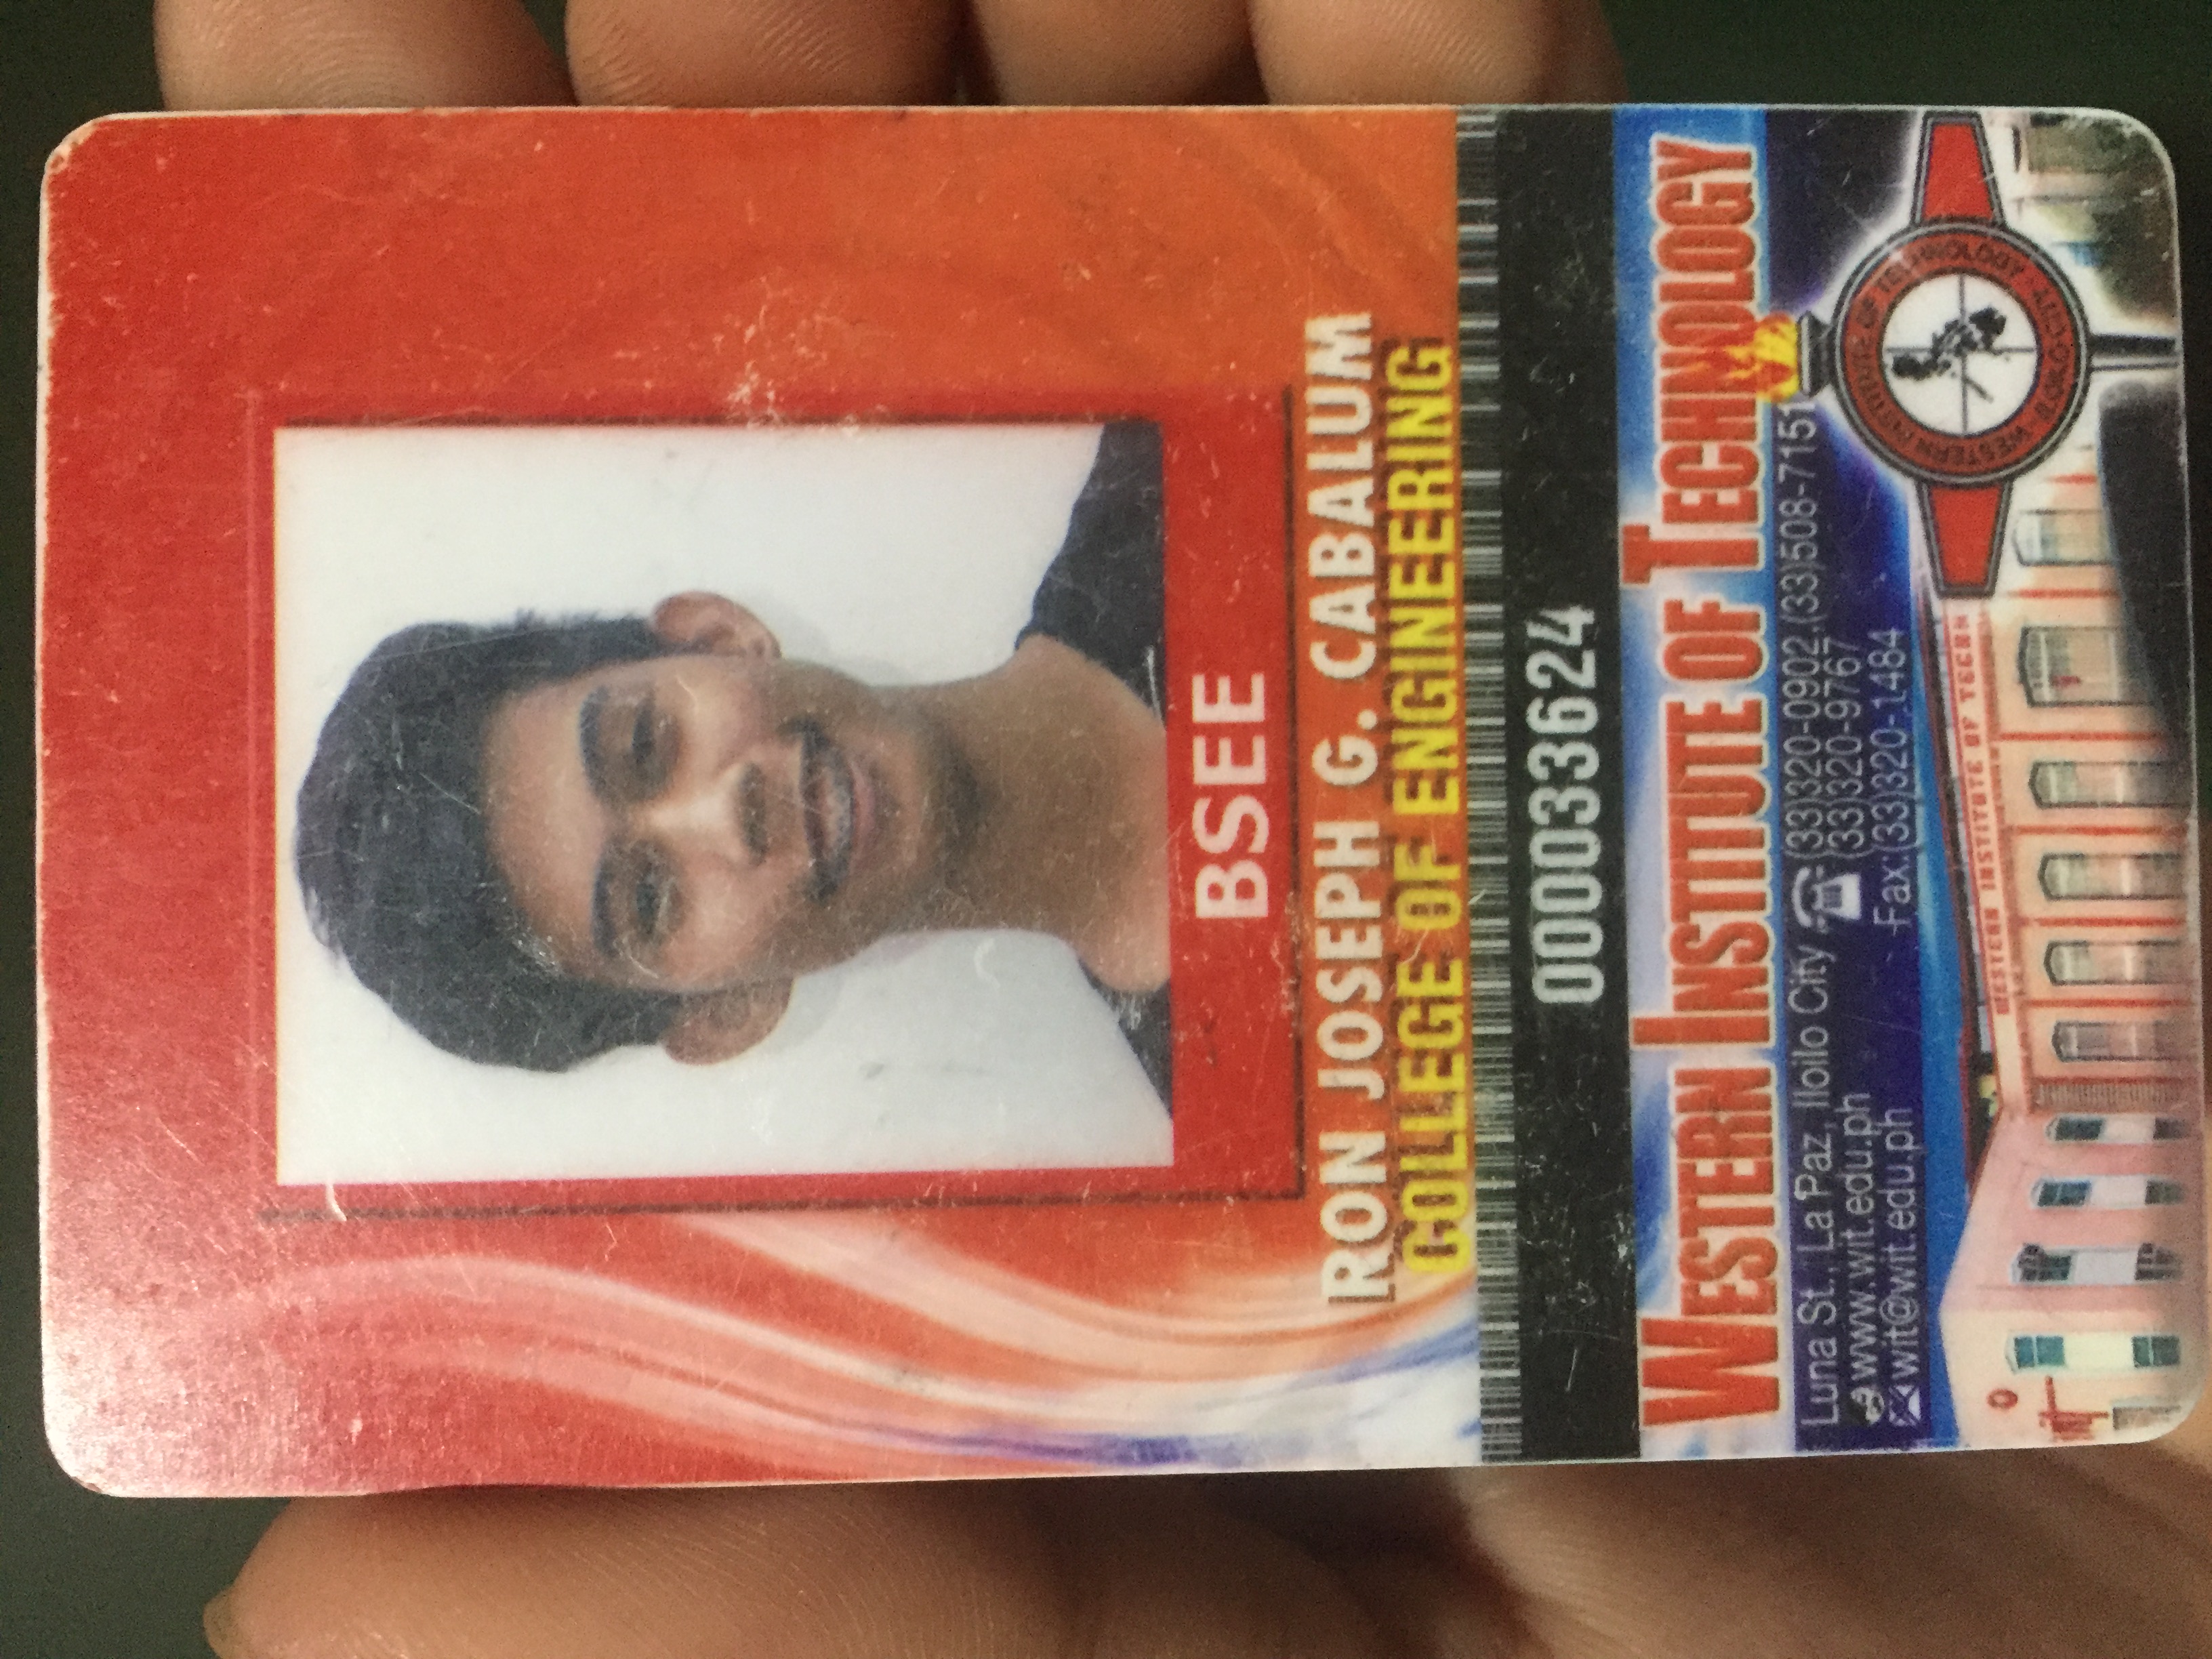 BSEE
RON JOSEPH G. CABALUM
COLLEGE OF ENGINEERING
000033624
WESTERN INSTITUTE OF TECHNOLOGY
Luna St., La Paz, Iloilo City
www.wit.edu.ph
wit@wit.edu.ph
(33)320-0902,(33)508-7151
(33)320-9767
Fax:(33)320-1484
WESTERN INSTITUTE OF TECHN
WESTERN INSTITUTE OF TECHNOLOGY
ILOILO CITY